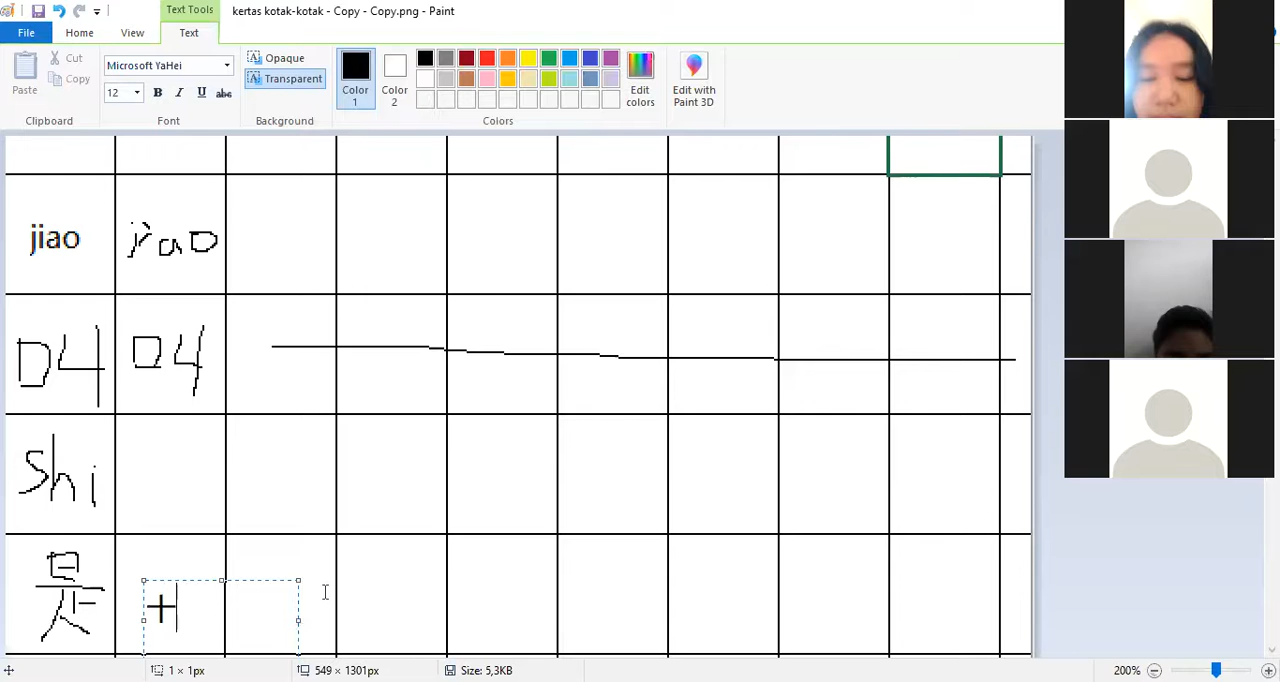 Text Tools
kertas kotak-kotak - Copy - Copy.png - Paint
File Home View Text
Paste
Cut
Copy
Clipboard
Microsoft YaHei
12 B I U abc
Font
A Opaque
A Transparent
Background
Color 1
Color 2
Colors
Edit colors
Edit with Paint 3D
jiao jiao
D4 D4
Shi
是 十
1 × 1px
549 × 1301px
Size: 5,3KB
200%